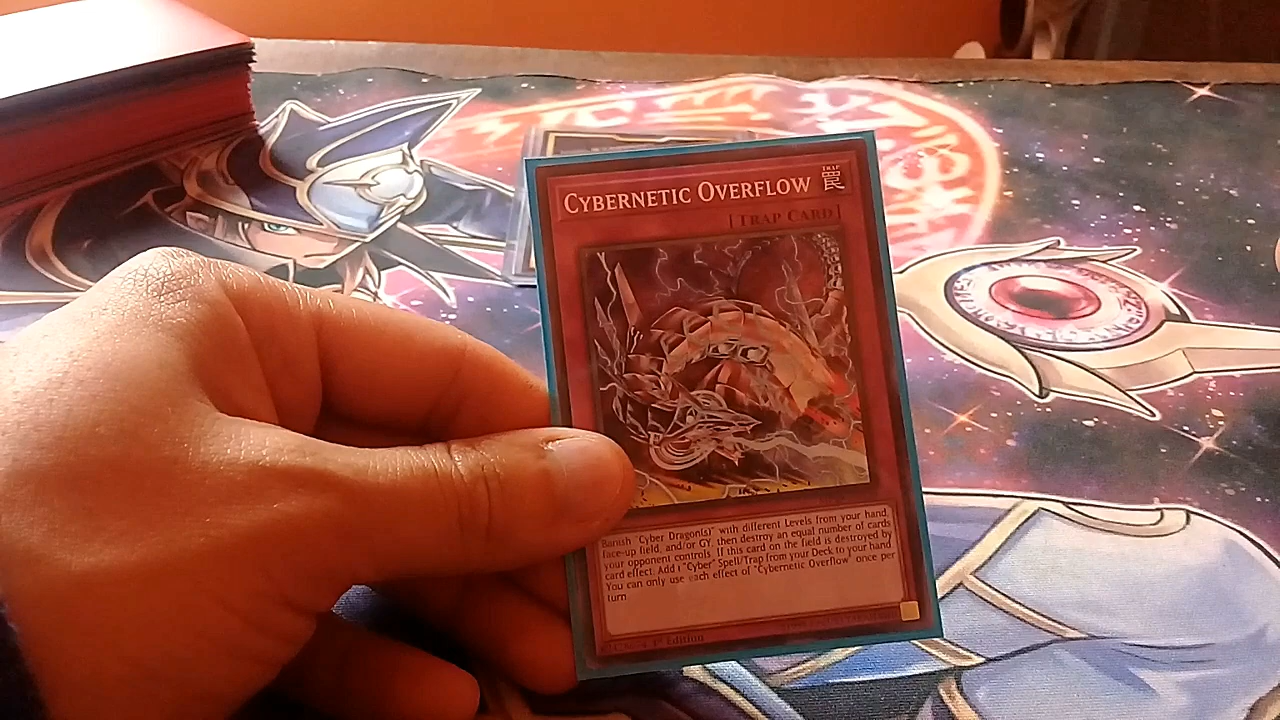 CYBERNETIC OVERFLOW
TRAP
罠
[TRAP CARD]
Banish "Cyber Dragon(s)" with different Levels from your hand,
face-up field, and/or GY, then destroy an equal number of cards
your opponent controls. If this card on the field is destroyed by
card effect: Add 1 "Cyber" Spell/Trap from your Deck to your hand
You can only use each effect of "Cybernetic Overflow" once per
turn
1st Edition